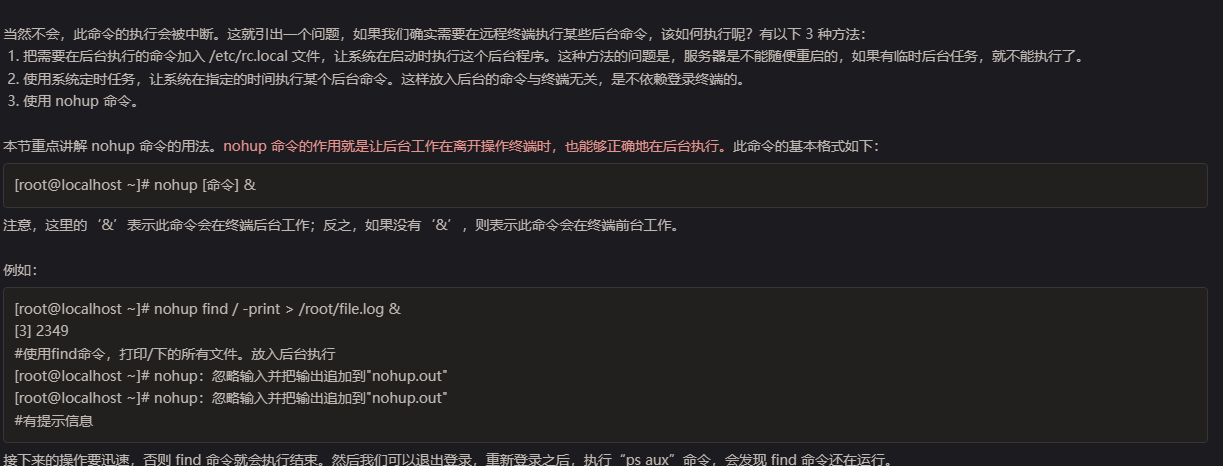 当然不会，此命令的执行会被中断。这就引出一个问题，如果我们确实需要在远程终端执行某些后台命令，该如何执行呢？有以下 3 种方法：
1. 把需要在后台执行的命令加入 /etc/rc.local 文件，让系统在启动时执行这个后台程序。这种方法的问题是，服务器是不能随便重启的，如果有临时后台任务，就不能执行了。
2. 使用系统定时任务，让系统在指定的时间执行某个后台命令。这样放入后台的命令与终端无关，是不依赖登录终端的。
3. 使用 nohup 命令。
本节重点讲解 nohup 命令的用法。nohup 命令的作用就是让后台工作在离开操作终端时，也能够正确地在后台执行。此命令的基本格式如下：
[root@localhost ~]# nohup [命令] &
注意，这里的‘&’表示此命令会在终端后台工作；反之，如果没有‘&’，则表示此命令会在终端前台工作。
例如：
[root@localhost ~]# nohup find / -print > /root/file.log &
[3] 2349
#使用find命令，打印/下的所有文件。放入后台执行
[root@localhost ~]# nohup：忽略输入并把输出追加到"nohup.out"
[root@localhost ~]# nohup：忽略输入并把输出追加到"nohup.out"
#有提示信息
接下来的操作要迅速，否则 find 命令就会执行结束。然后我们可以退出登录，重新登录之后，执行“ps aux”命令，会发现 find 命令还在运行。